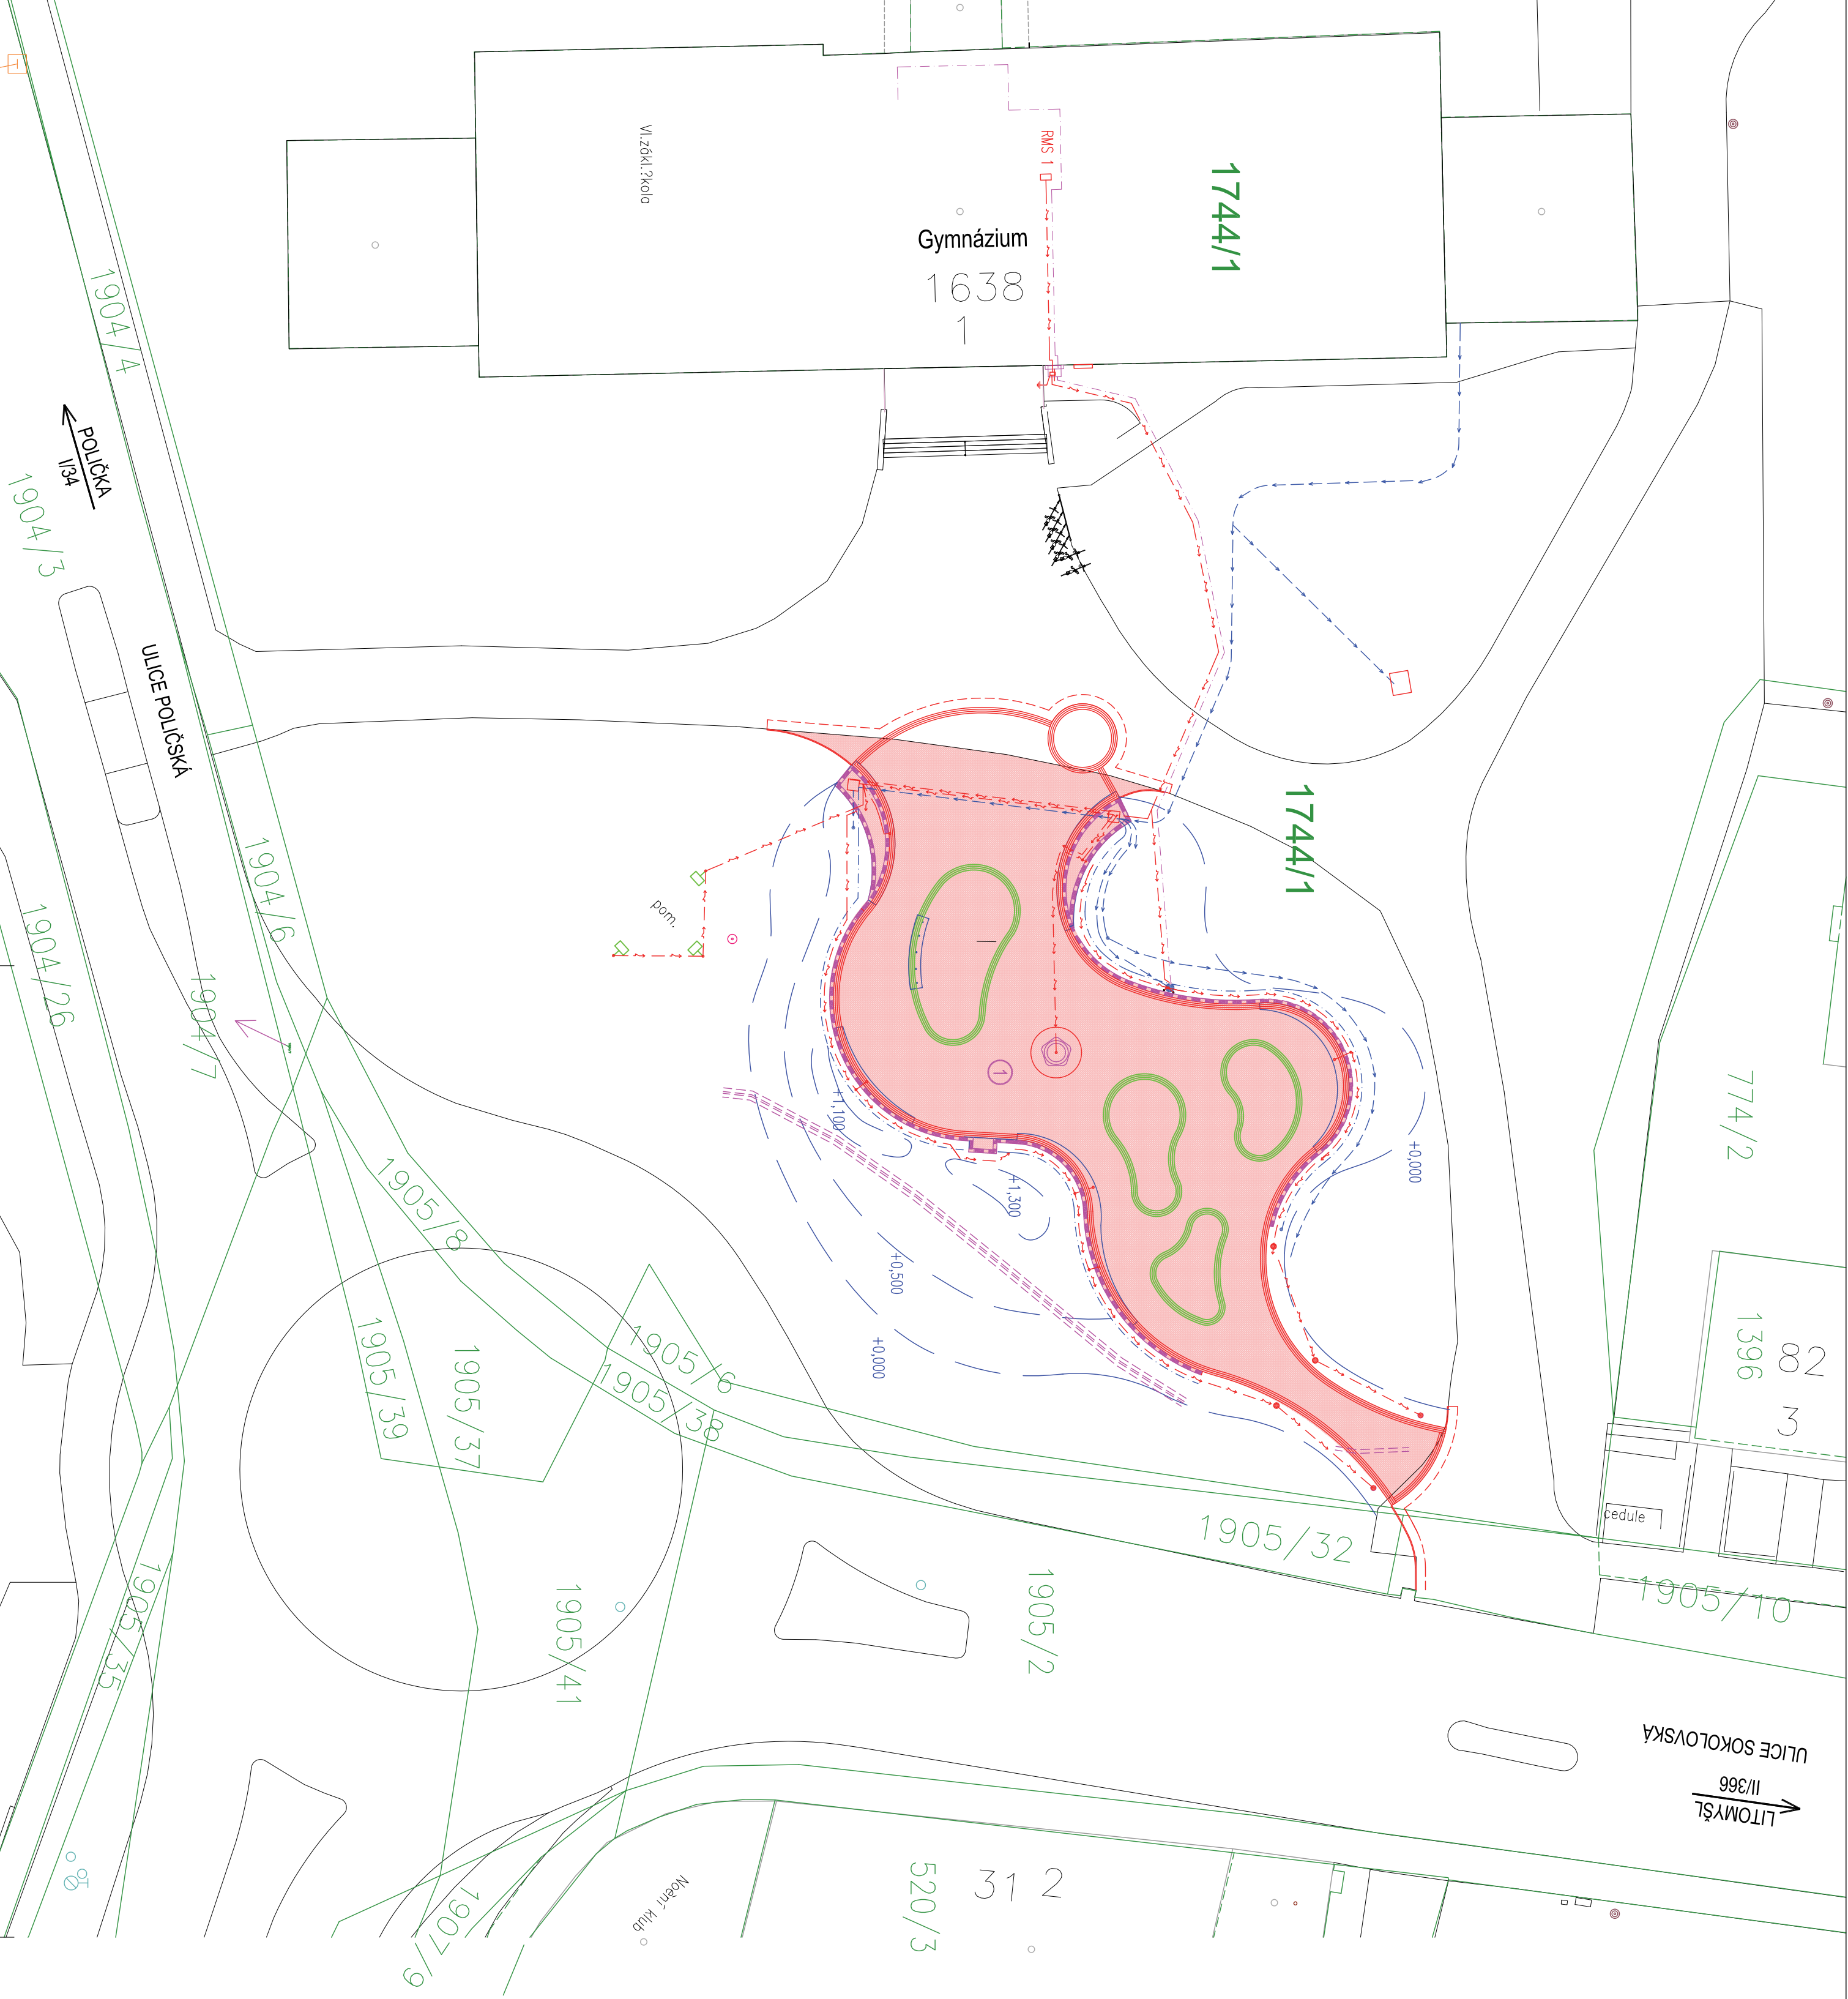 RMS 1
Vl.zákl.?kola
1744/1
Gymnázium
1638
1
1904/4
POLIČKA
I/34
1904/3
ULICE POLIČSKÁ
1744/1
1904/6
1904/26
1904/7
pom.
1
+1,100
+1,300
+0,500
+0,000
+0,000
774/2
1905/8
1905/39
1905/37
1905/6
1905/38
1396
82
3
cedule
1905/32
1905/10
1905/35
1905/41
1905/2
ULICE SOKOLOVSKÁ
II/366
LITOMYŠL
Noční klub
520/3
31 2
1907/9